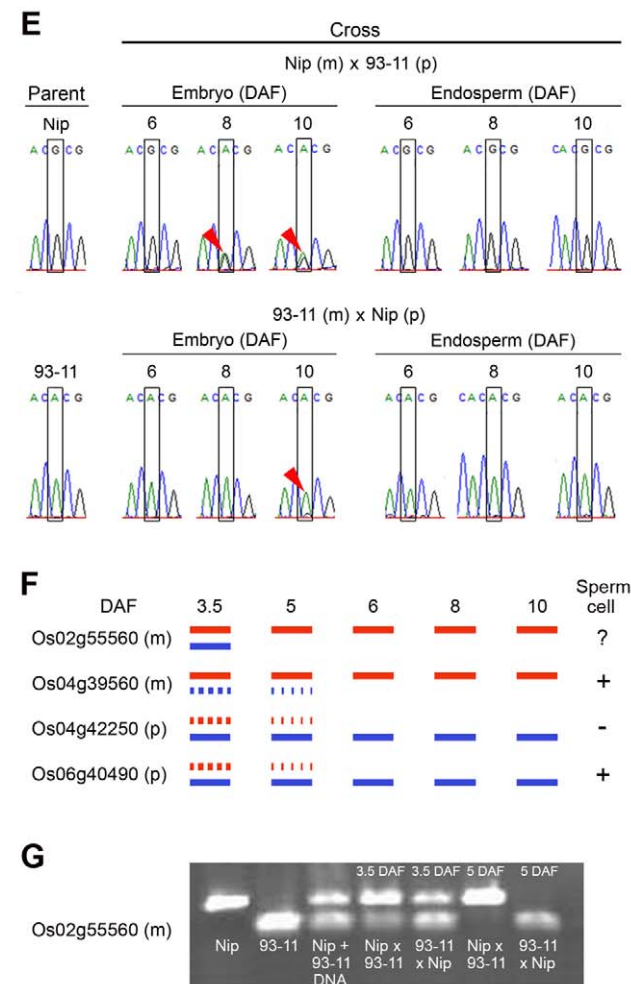 E
Cross
Nip (m) x 93-11 (p)
Parent Embryo (DAF) Endosperm (DAF)
Nip 6 8 10 6 8 10
A C G C G A C G C G A C A C G A C A C G A C G C G A C G C G C A C G C G
93-11 (m) x Nip (p)
Embryo (DAF) Endosperm (DAF)
93-11 6 8 10 6 8 10
A C A C G A C A C G A C A C G A C A C G A C A C G C A C A C G A C A C G
F
DAF 3.5 5 6 8 10 Sperm cell
Os02g55560 (m) ?
Os04g39560 (m) +
Os04g42250 (p) -
Os06g40490 (p) +
G
3.5 DAF 3.5 DAF 5 DAF 5 DAF
Os02g55560 (m)
Nip 93-11 Nip + Nip x 93-11 Nip x 93-11
93-11 93-11 x Nip 93-11 x Nip
DNA